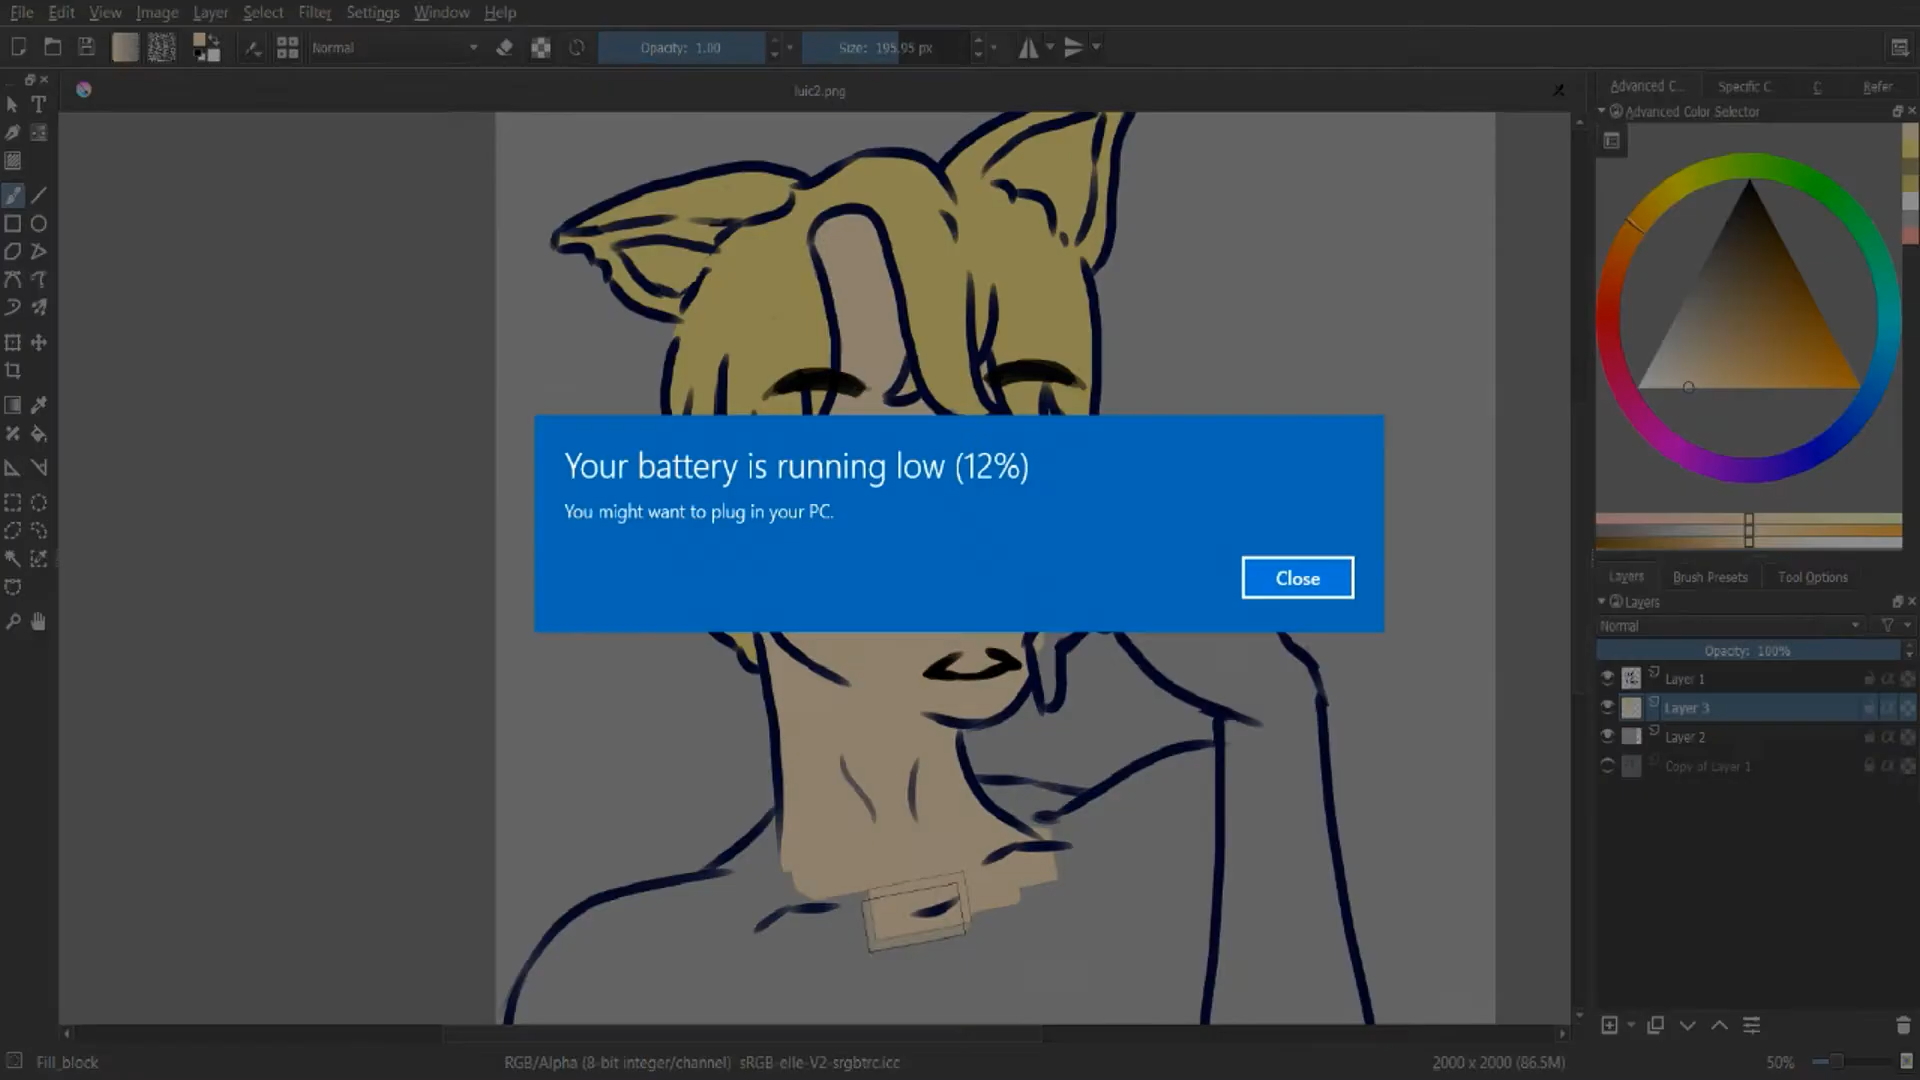 File Edit View Image Layer Select Filter Settings Window Help
Normal
Opacity: 1.00
Size: 195.95 px
luic2.png
Advanced C... Specific C C Refer
Advanced Color Selector
Your battery is running low (12%)
You might want to plug in your PC.
Close
Layers Brush Presets Tool Options
Layers
Normal
Opacity: 100%
Layer 1
Layer 3
Layer 2
Copy of Layer 1
Fill_block
RGB/Alpha (8-bit integer/channel) sRGB-elle-V2-srgbtrc.icc
2000 x 2000 (86.5M)
50%